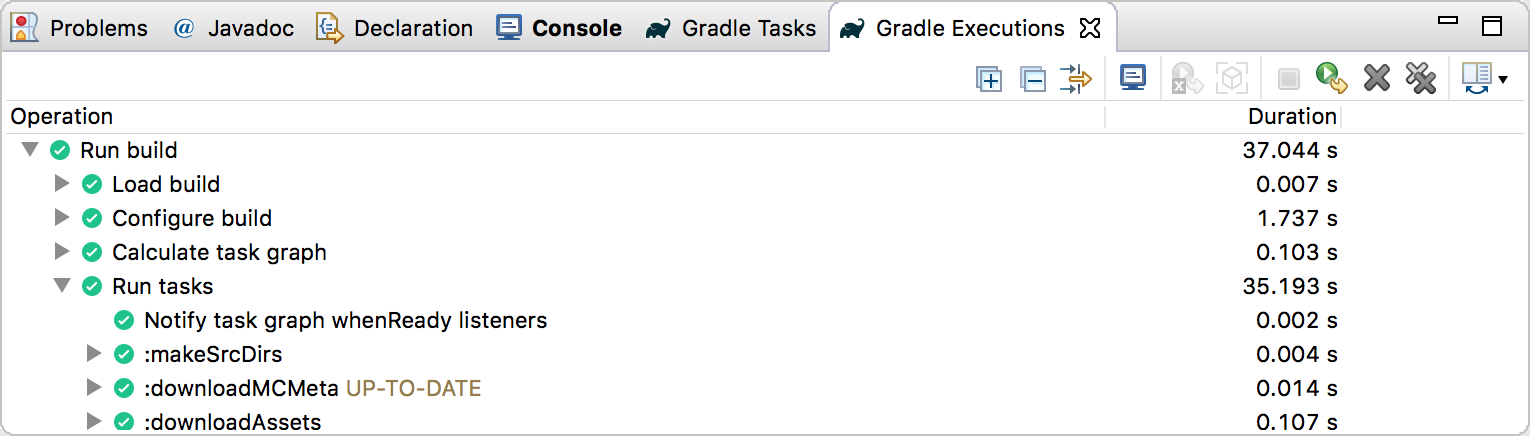 Problems @ Javadoc Declaration Console Gradle Tasks Gradle Executions
Operation Duration
Run build 37.044 s
Load build 0.007 s
Configure build 1.737 s
Calculate task graph 0.103 s
Run tasks 35.193 s
Notify task graph whenReady listeners 0.002 s
:makeSrcDirs 0.004 s
:downloadMCMeta UP-TO-DATE 0.014 s
:downloadAssets 0.107 s